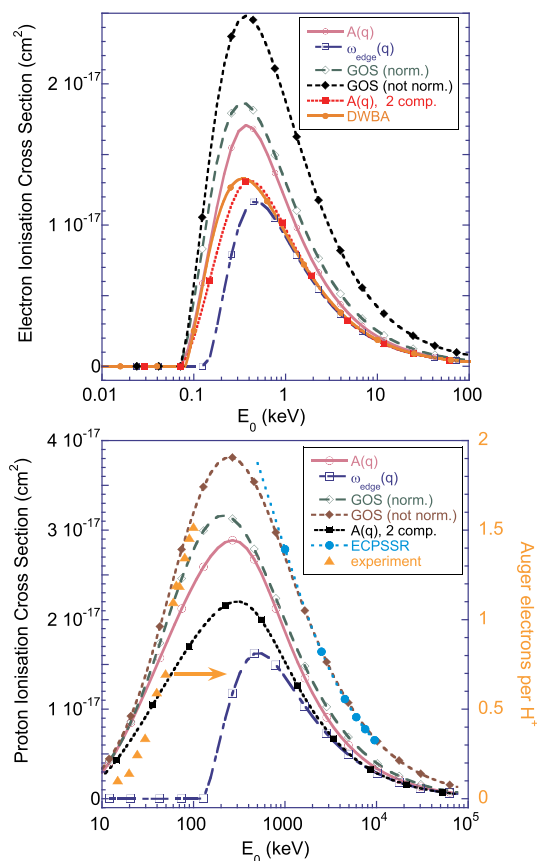 Electron Ionisation Cross Section (cm²)
2 10⁻¹⁷
1 10⁻¹⁷
0
A(q)
ω_edge(q)
GOS (norm.)
GOS (not norm.)
A(q), 2 comp.
DWBA
0.01 0.1 1 10 100
E₀ (keV)
Proton Ionisation Cross Section (cm²)
4 10⁻¹⁷
3 10⁻¹⁷
2 10⁻¹⁷
1 10⁻¹⁷
0
A(q)
ω_edge(q)
GOS (norm.)
GOS (not norm.)
A(q), 2 comp.
ECPSSR
experiment
2
1.5
1
0.5
0
Auger electrons per H⁺
10 100 1000 10⁴ 10⁵
E₀ (keV)